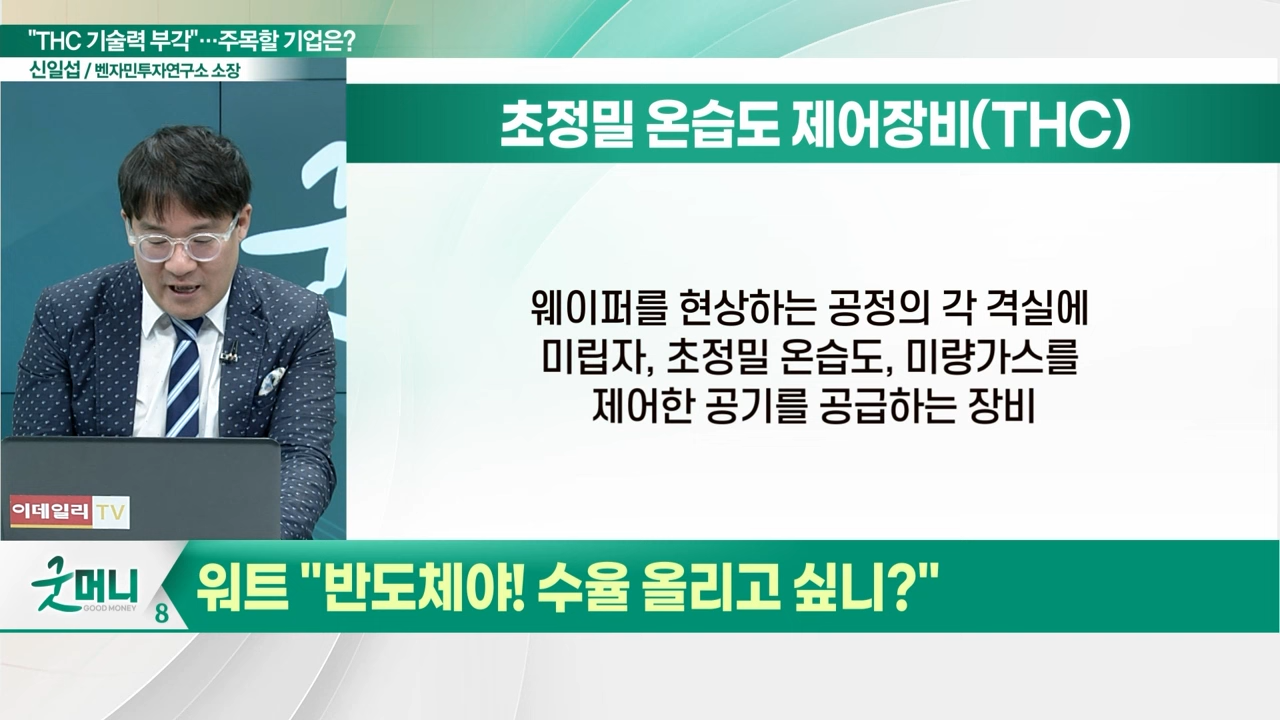 "THC 기술력 부각"…주목할 기업은?
신일섭 / 벤자민투자연구소 소장
초정밀 온습도 제어장비(THC)
웨이퍼를 현상하는 공정의 각 격실에
미립자, 초정밀 온습도, 미량가스를
제어한 공기를 공급하는 장비
이데일리 TV
굿머니
GOOD MONEY
8
워트 "반도체야! 수율 올리고 싶니?"